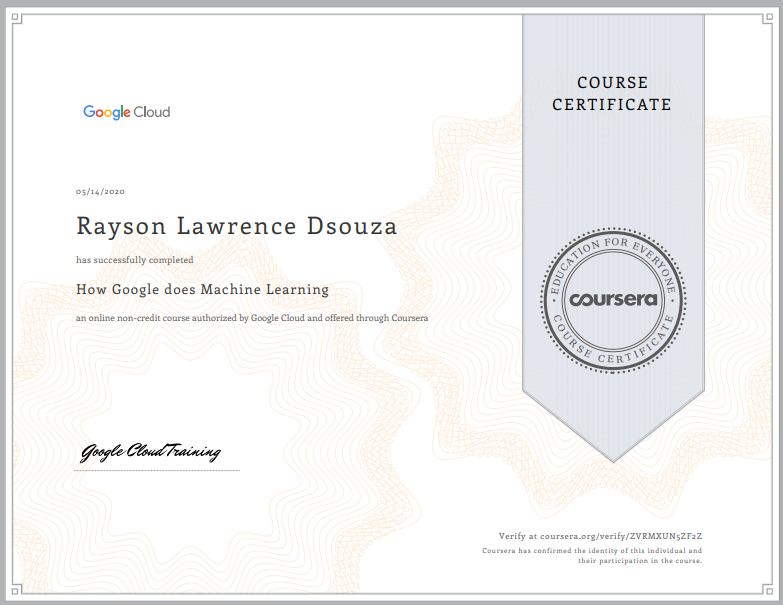 COURSE
CERTIFICATE
Google Cloud
05/14/2020
Rayson Lawrence Dsouza
has successfully completed
How Google does Machine Learning
an online non-credit course authorized by Google Cloud and offered through Coursera
EDUCATION FOR EVERYONE
coursera
COURSE CERTIFICATE
Google Cloud Training
Verify at coursera.org/verify/ZVRMXUN5ZF2Z
Coursera has confirmed the identity of this individual and
their participation in the course.